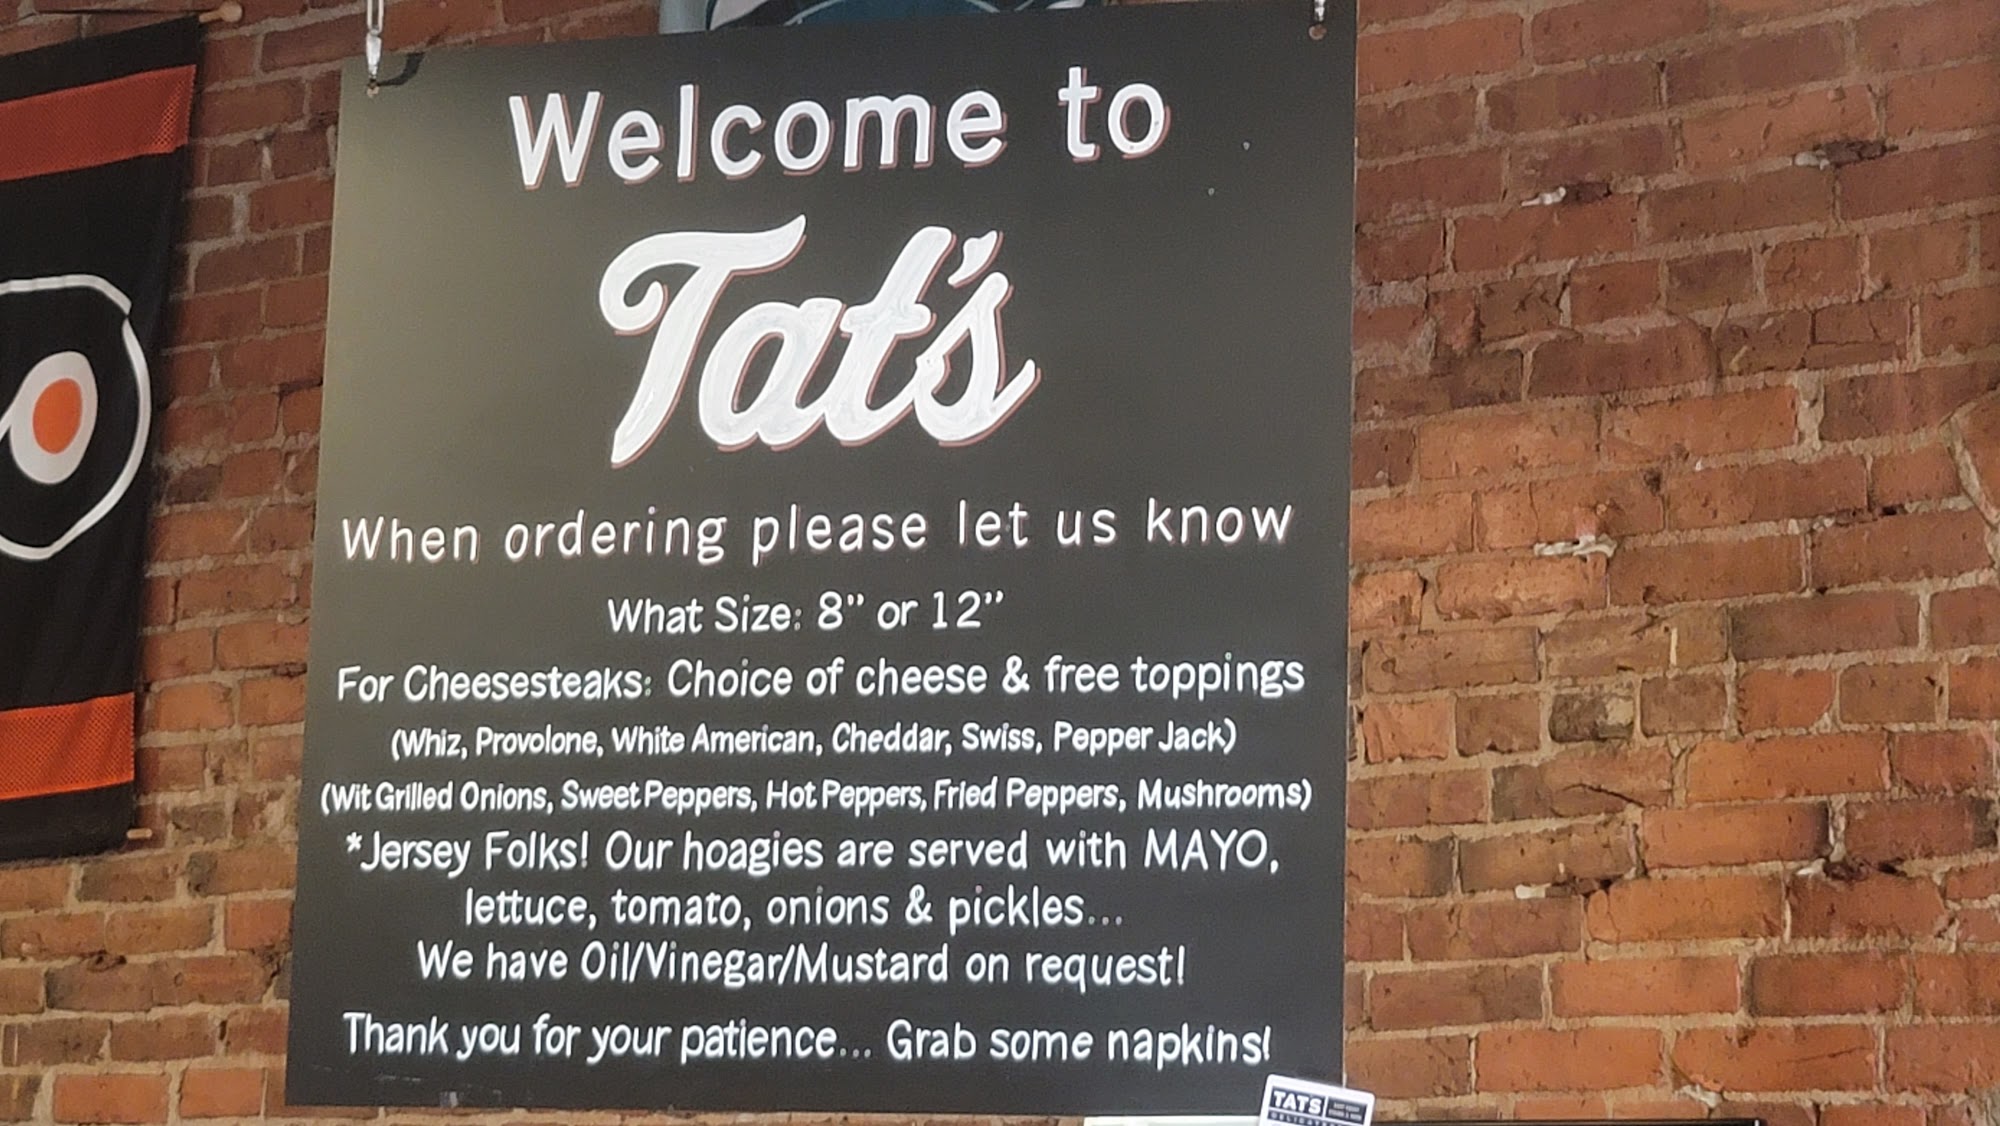 Welcome to
Tat's
When ordering please let us know
What Size: 8" or 12"
For Cheesesteaks: Choice of cheese & free toppings
(Whiz, Provolone, White American, Cheddar, Swiss, Pepper Jack)
(Wit Grilled Onions, Sweet Peppers, Hot Peppers, Fried Peppers, Mushrooms)
*Jersey Folks! Our hoagies are served with MAYO,
lettuce, tomato, onions & pickles...
We have Oil/Vinegar/Mustard on request!
Thank you for your patience... Grab some napkins!
TATS